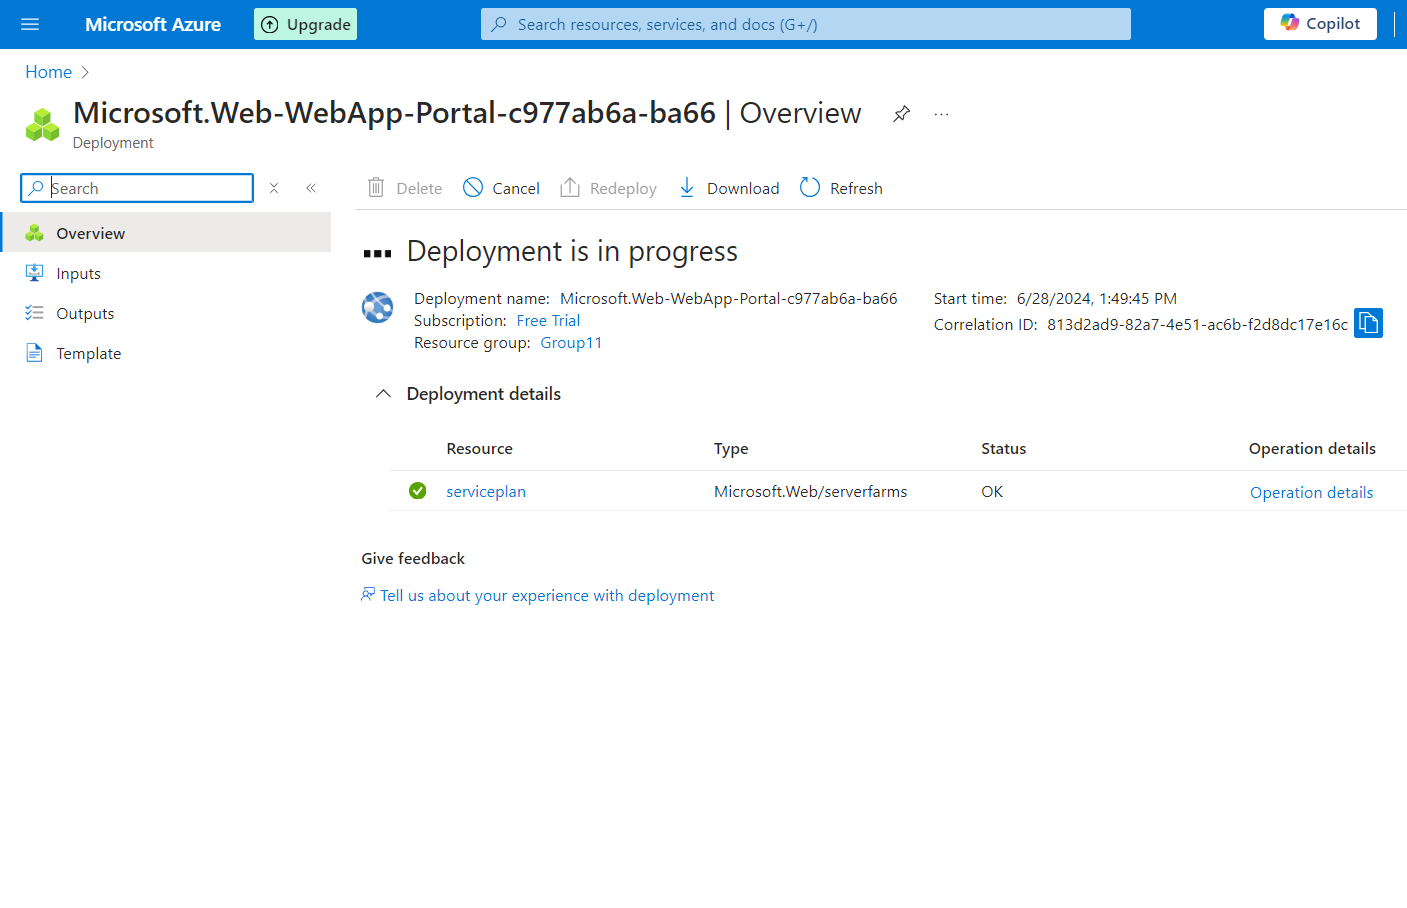 Microsoft Azure
Upgrade
Search resources, services, and docs (G+/)
Copilot
Home
Microsoft.Web-WebApp-Portal-c977ab6a-ba66 | Overview
Deployment
Search
Delete
Cancel
Redeploy
Download
Refresh
Overview
Inputs
Outputs
Template
Deployment is in progress
Deployment name: Microsoft.Web-WebApp-Portal-c977ab6a-ba66
Subscription: Free Trial
Resource group: Group11
Start time: 6/28/2024, 1:49:45 PM
Correlation ID: 813d2ad9-82a7-4e51-ac6b-f2d8dc17e16c
Deployment details
Resource Type Status Operation details
serviceplan Microsoft.Web/serverfarms OK Operation details
Give feedback
Tell us about your experience with deployment